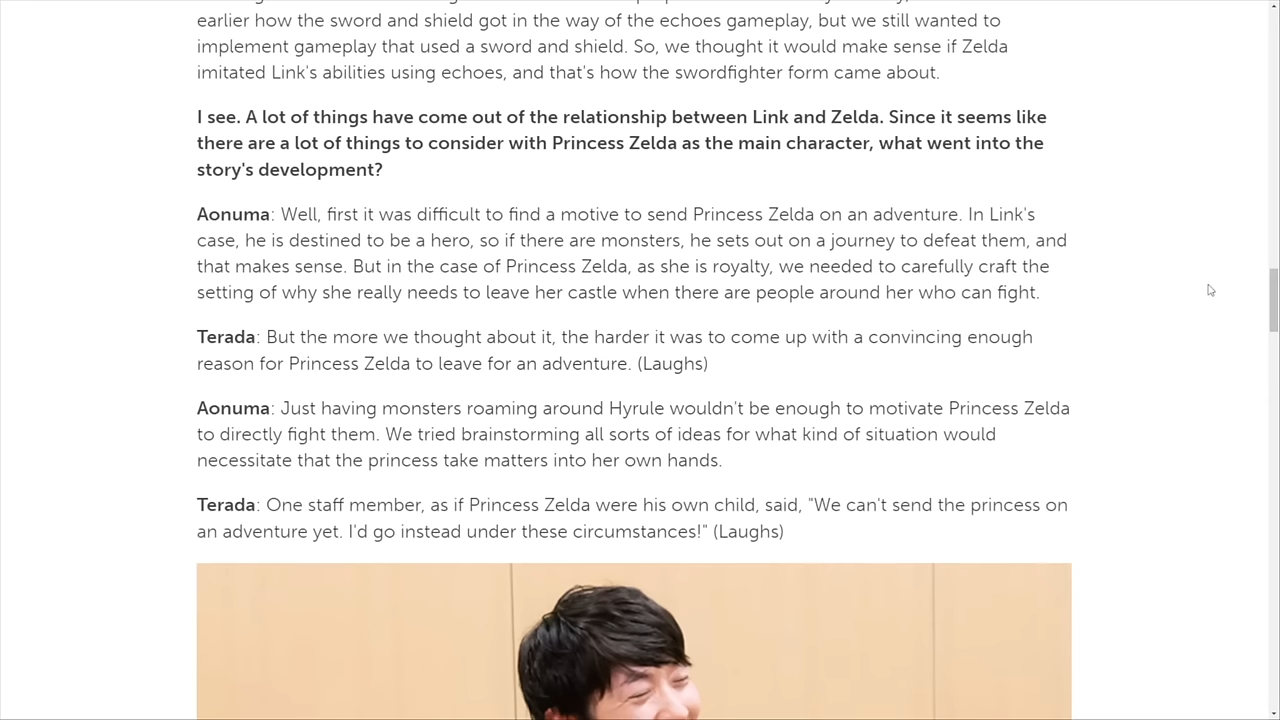 earlier how the sword and shield got in the way of the echoes gameplay, but we still wanted to
implement gameplay that used a sword and shield. So, we thought it would make sense if Zelda
imitated Link's abilities using echoes, and that's how the swordfighter form came about.
I see. A lot of things have come out of the relationship between Link and Zelda. Since it seems like
there are a lot of things to consider with Princess Zelda as the main character, what went into the
story's development?
Aonuma: Well, first it was difficult to find a motive to send Princess Zelda on an adventure. In Link's
case, he is destined to be a hero, so if there are monsters, he sets out on a journey to defeat them, and
that makes sense. But in the case of Princess Zelda, as she is royalty, we needed to carefully craft the
setting of why she really needs to leave her castle when there are people around her who can fight.
Terada: But the more we thought about it, the harder it was to come up with a convincing enough
reason for Princess Zelda to leave for an adventure. (Laughs)
Aonuma: Just having monsters roaming around Hyrule wouldn't be enough to motivate Princess Zelda
to directly fight them. We tried brainstorming all sorts of ideas for what kind of situation would
necessitate that the princess take matters into her own hands.
Terada: One staff member, as if Princess Zelda were his own child, said, "We can't send the princess on
an adventure yet. I'd go instead under these circumstances!" (Laughs)